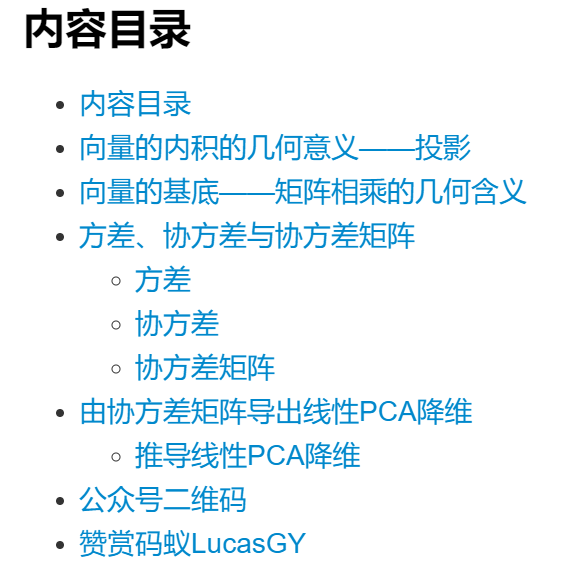 内容目录
内容目录
向量的内积的几何意义——投影
向量的基底——矩阵相乘的几何含义
方差、协方差与协方差矩阵
方差
协方差
协方差矩阵
由协方差矩阵导出线性PCA降维
推导线性PCA降维
公众号二维码
赞赏码蚁LucasGY